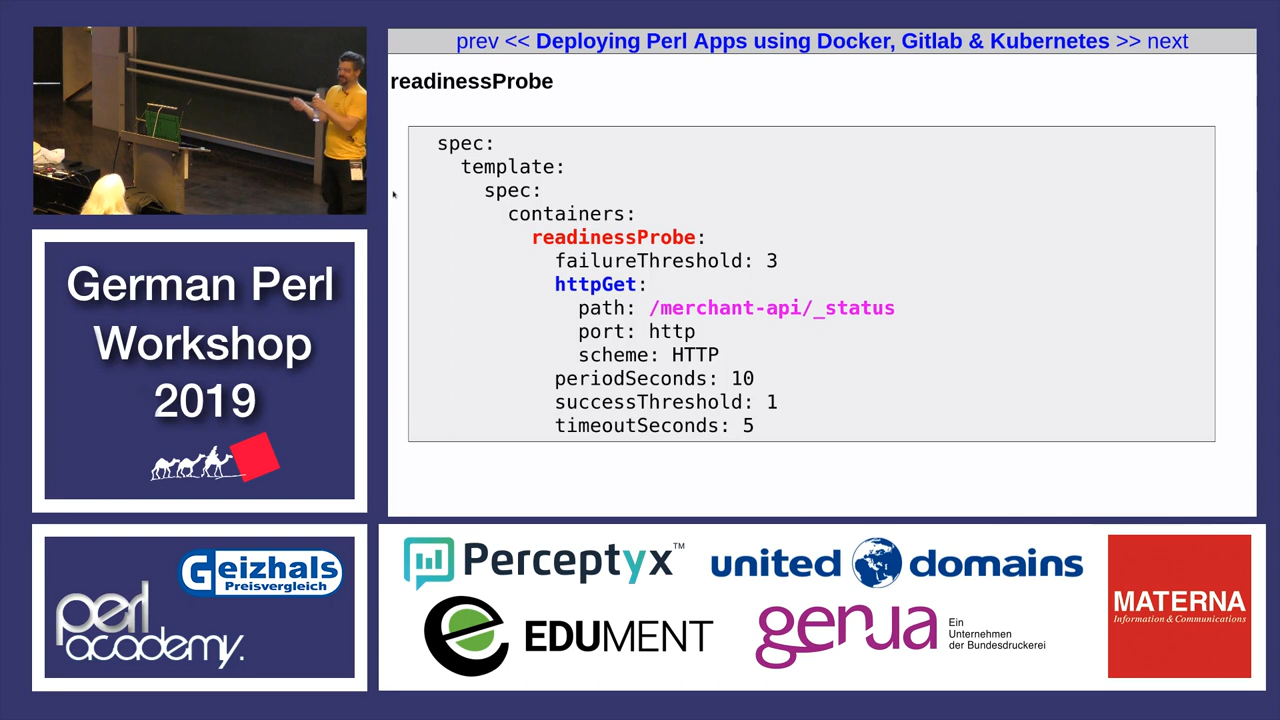 prev << Deploying Perl Apps using Docker, Gitlab & Kubernetes >> next
readinessProbe
spec:
template:
spec:
containers:
readinessProbe:
failureThreshold: 3
httpGet:
path: /merchant-api/_status
port: http
scheme: HTTP
periodSeconds: 10
successThreshold: 1
timeoutSeconds: 5
German Perl
Workshop
2019
Geizhals
Preisvergleich
perl
academy.
Perceptyx™
united domains
EDUMENT
genua
Ein
Unternehmen
der Bundesdruckerei
MATERNA
Information & Communications